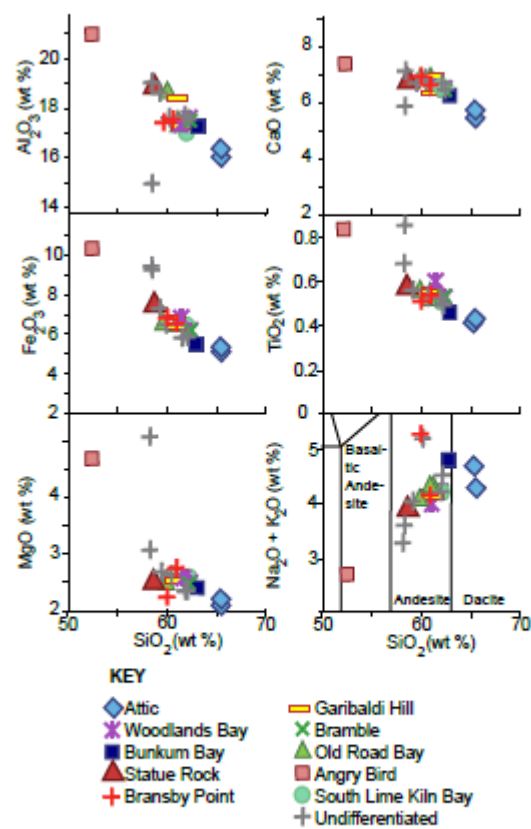 Al2O3 (wt %)
20
18
16
14
CaO (wt %)
8
6
4
2
Fe2O3 (wt %)
10
8
6
4
TiO2 (wt %)
0.8
0.6
0.4
0.2
0
MgO (wt %)
4
3
2
50
60
70
SiO2 (wt %)
Na2O + K2O (wt %)
5
4
3
Basal-
tic
Ande-
site
Andesite
Dacite
50
60
70
SiO2 (wt %)
KEY
Attic
Woodlands Bay
Bunkum Bay
Statue Rock
Bransby Point
Garibaldi Hill
Bramble
Old Road Bay
Angry Bird
South Lime Kiln Bay
Undifferentiated